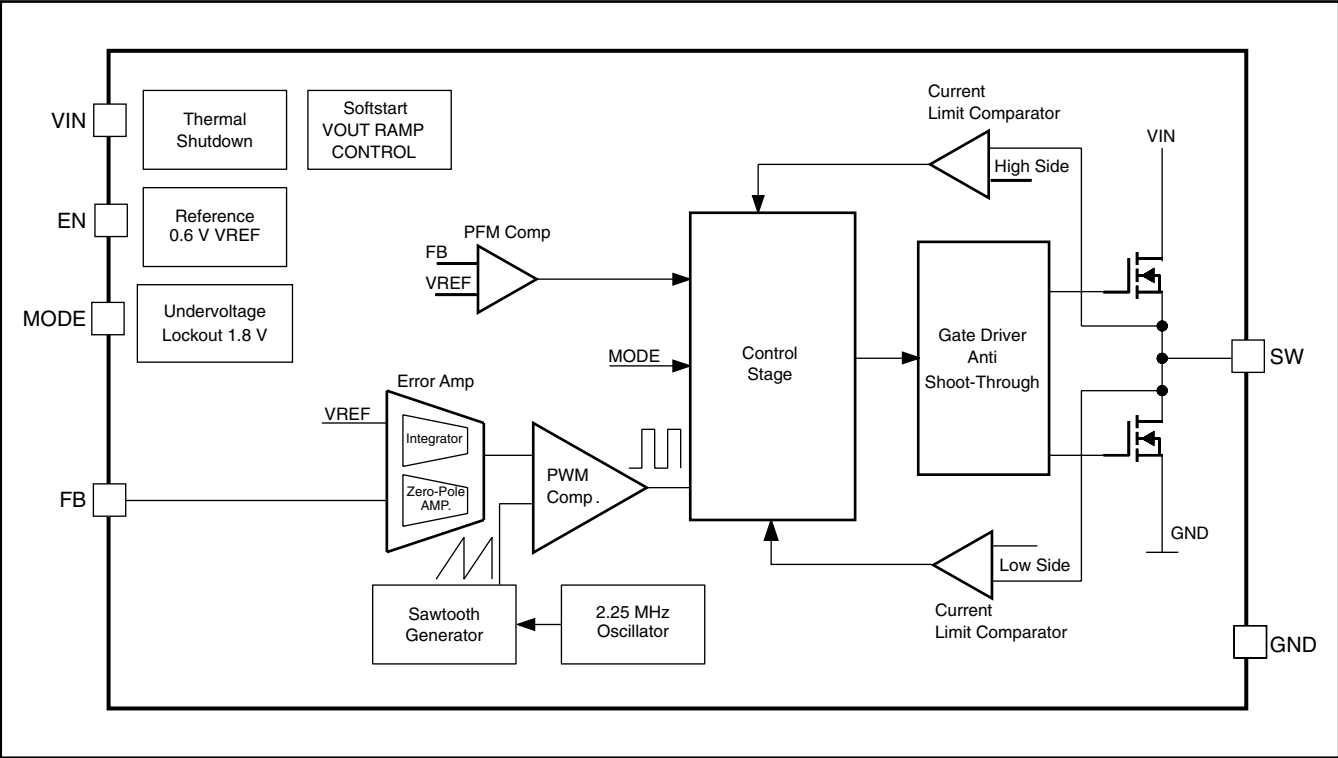 VIN
Thermal
Shutdown
Softstart
VOUT RAMP
CONTROL
EN
Reference
0.6 V VREF
MODE
Undervoltage
Lockout 1.8 V
FB
PFM Comp
FB
VREF
MODE
Error Amp
VREF
Integrator
Zero-Pole
AMP.
PWM
Comp .
Sawtooth
Generator
2.25 MHz
Oscillator
Control
Stage
Current
Limit Comparator
High Side
VIN
Gate Driver
Anti
Shoot-Through
SW
GND
Low Side
Current
Limit Comparator
GND